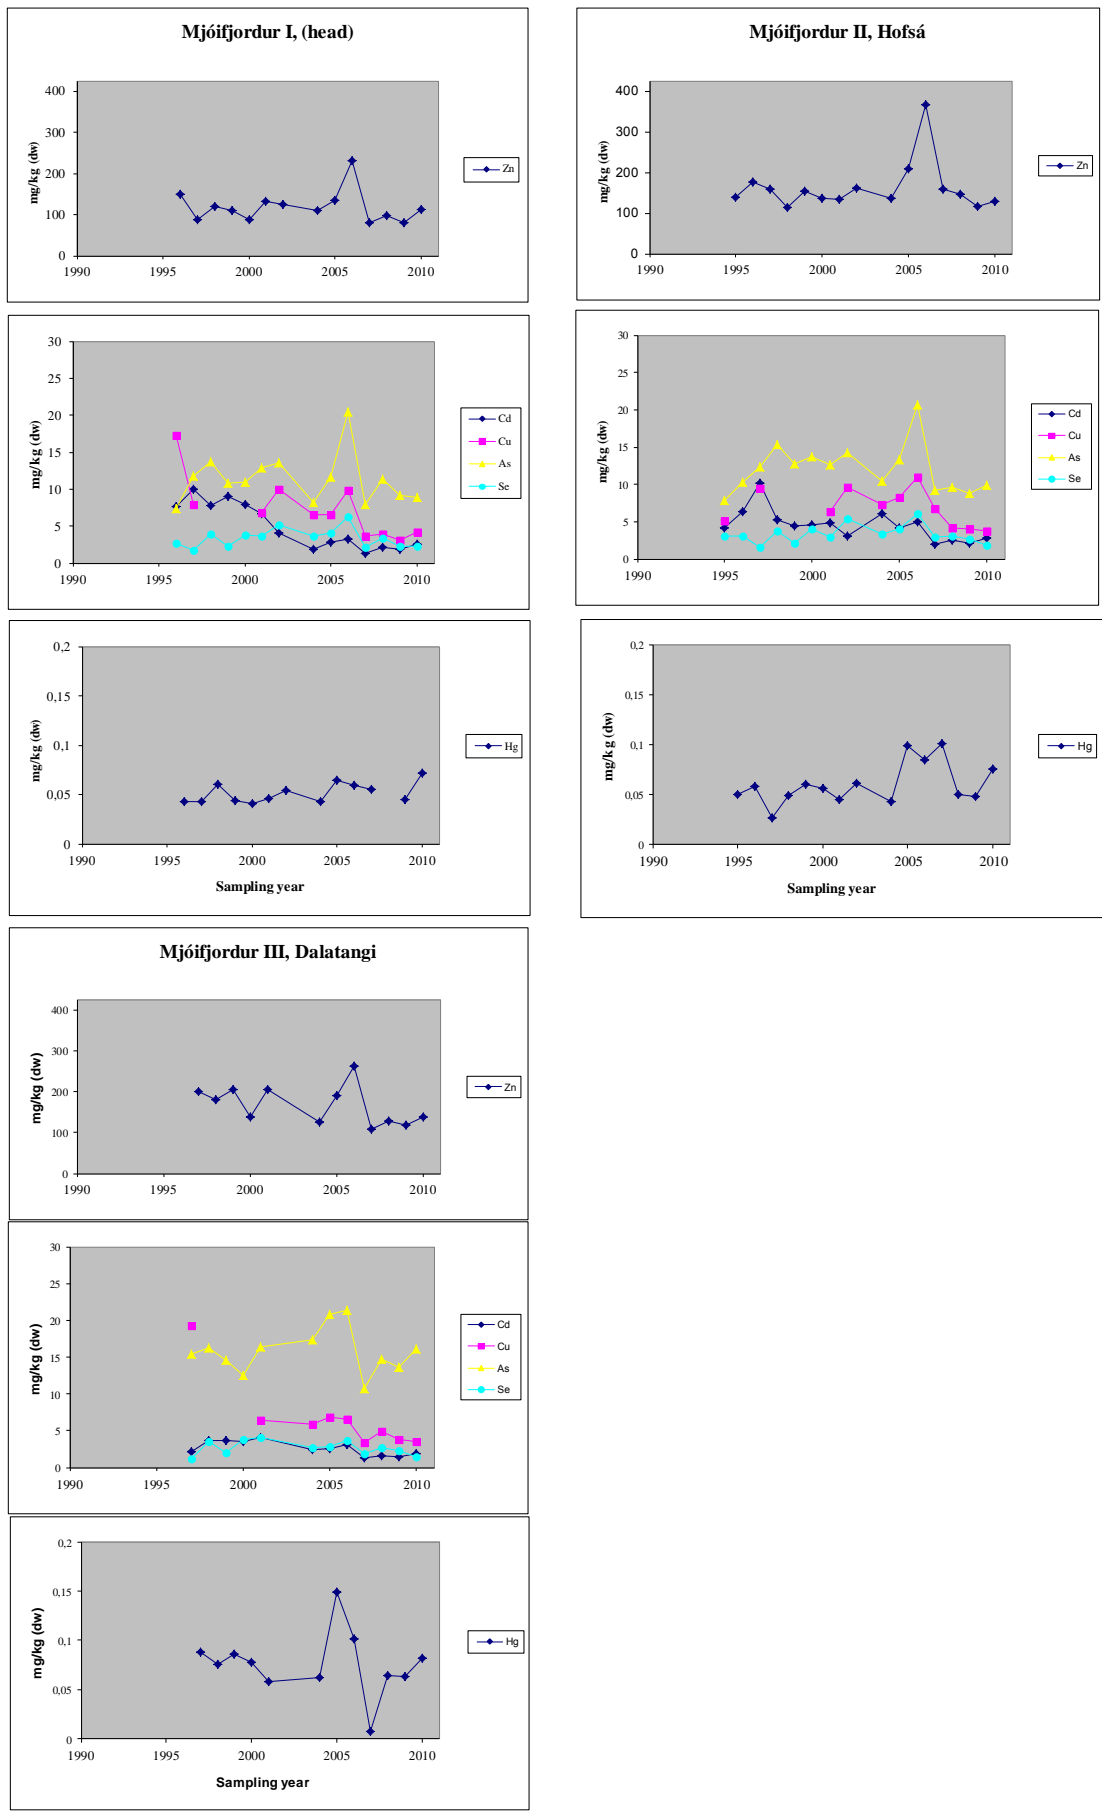 Mjóifjordur I, (head)
400
300
200
100
0
mg/kg (dw)
1990 1995 2000 2005 2010
Zn
Mjóifjordur II, Hofsá
400
300
200
100
0
mg/kg (dw)
1990 1995 2000 2005 2010
Zn
30
25
20
15
10
5
0
mg/kg (dw)
1990 1995 2000 2005 2010
Cd
Cu
As
Se
30
25
20
15
10
5
0
mg/kg (dw)
1990 1995 2000 2005 2010
Cd
Cu
As
Se
0,2
0,15
0,1
0,05
0
mg/kg (dw)
1990 1995 2000 2005 2010
Sampling year
Hg
0,2
0,15
0,1
0,05
0
mg/kg (dw)
1990 1995 2000 2005 2010
Sampling year
Hg
Mjóifjordur III, Dalatangi
400
300
200
100
0
mg/kg (dw)
1990 1995 2000 2005 2010
Zn
30
25
20
15
10
5
0
mg/kg (dw)
1990 1995 2000 2005 2010
Cd
Cu
As
Se
0,2
0,15
0,1
0,05
0
mg/kg (dw)
1990 1995 2000 2005 2010
Sampling year
Hg